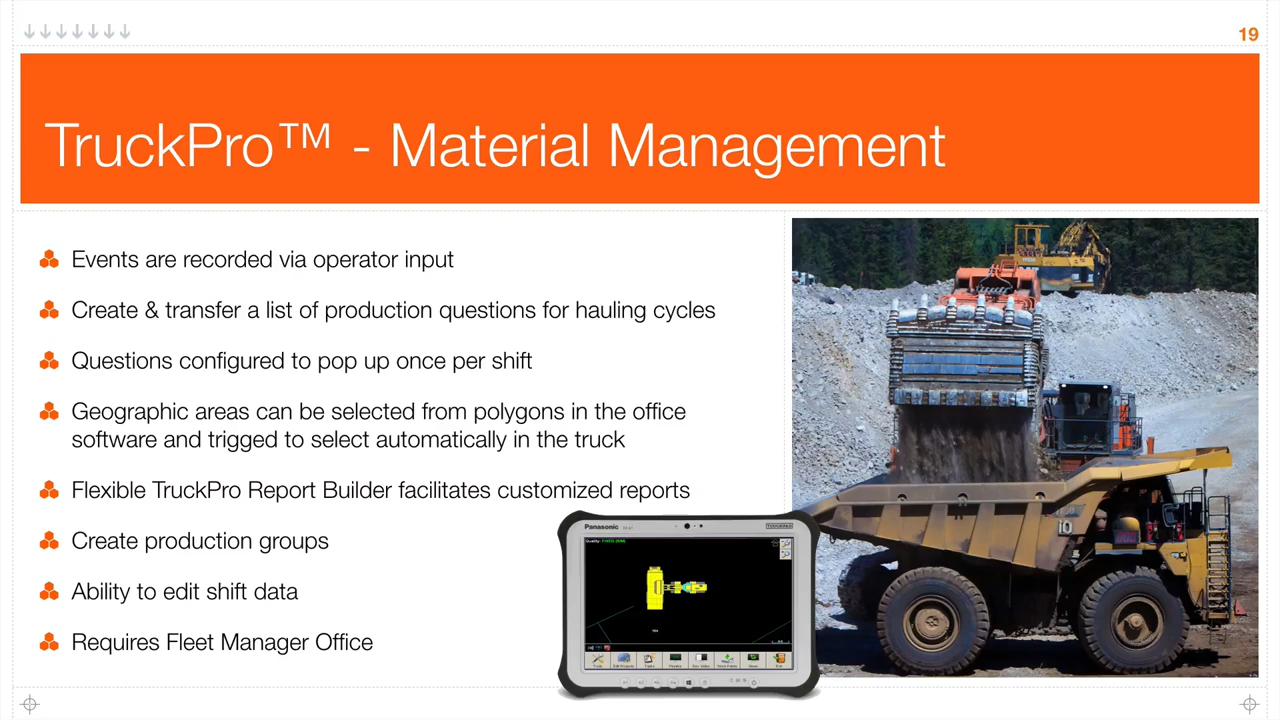 19
TruckPro™ - Material Management
Events are recorded via operator input
Create & transfer a list of production questions for hauling cycles
Questions configured to pop up once per shift
Geographic areas can be selected from polygons in the office
software and trigged to select automatically in the truck
Flexible TruckPro Report Builder facilitates customized reports
Create production groups
Ability to edit shift data
Requires Fleet Manager Office
Panasonic
TOUGHPAD
10